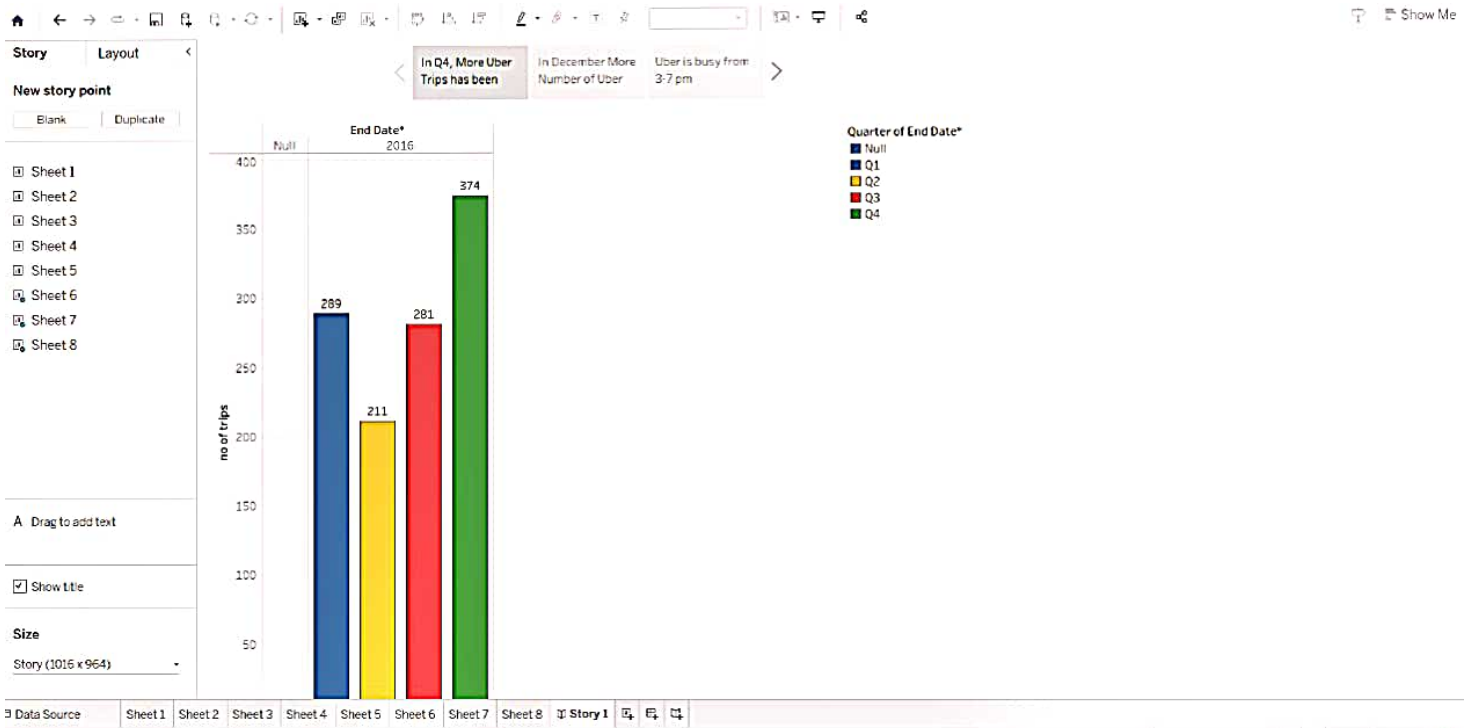 Show Me
Story Layout
New story point
Blank Duplicate
Sheet 1
Sheet 2
Sheet 3
Sheet 4
Sheet 5
Sheet 6
Sheet 7
Sheet 8
A Drag to add text
Show title
Size
Story (1016 x 964)
In Q4, More Uber
Trips has been
In December More
Number of Uber
Uber is busy from
3-7 pm
End Date*
Null 2016
400
350
300
250
200
150
100
50
no of trips
289
211
281
374
Quarter of End Date*
Null
Q1
Q2
Q3
Q4
Data Source Sheet 1 Sheet 2 Sheet 3 Sheet 4 Sheet 5 Sheet 6 Sheet 7 Sheet 8 Story 1